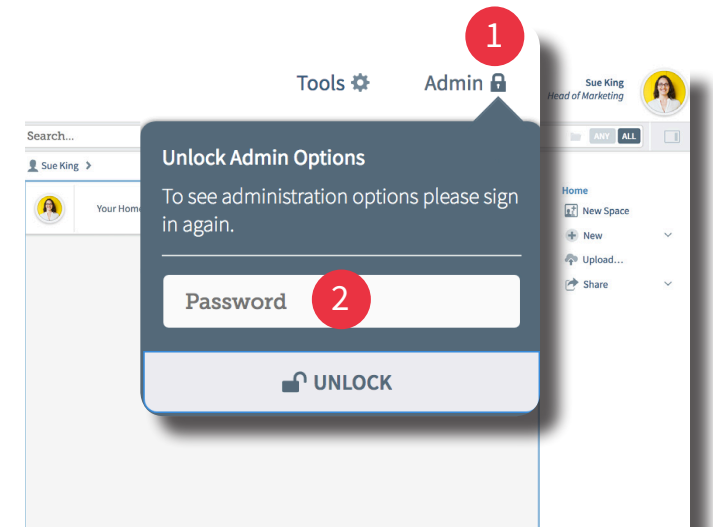 1
Tools
Admin
Sue King
Head of Marketing
Search...
ANY
ALL
Sue King
Unlock Admin Options
To see administration options please sign
in again.
Your Hom
Home
New Space
New
Upload...
Share
Password
2
UNLOCK